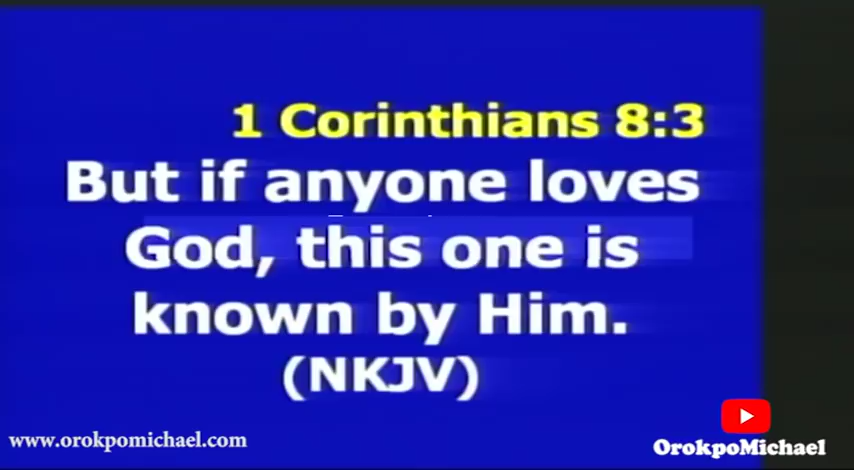 1 Corinthians 8:3
But if anyone loves
God, this one is
known by Him.
(NKJV)
www.orokpomichael.com
OrokpoMichael